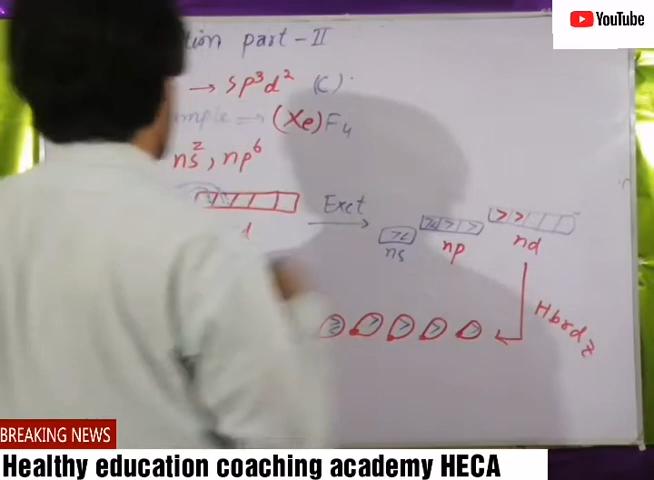 YouTube
tion part - II
→ Sp³d² (C)
mple → (Xe)F₄
ns², np⁶
Exct →
d
ns
np
nd
Hbrdz
BREAKING NEWS
Healthy education coaching academy HECA